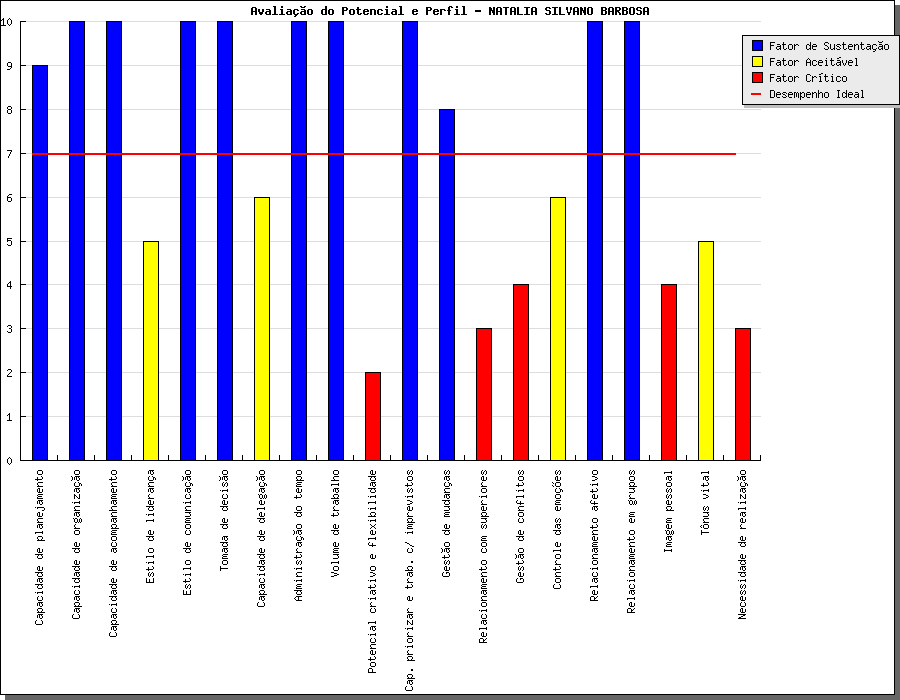 Avaliação do Potencial e Perfil - NATALIA SILVANO BARBOSA
10
9
8
7
6
5
4
3
2
1
0
Fator de Sustentação
Fator Aceitável
Fator Crítico
Desempenho Ideal
Capacidade de planejamento
Capacidade de organização
Capacidade de acompanhamento
Estilo de liderança
Estilo de comunicação
Tomada de decisão
Capacidade de delegação
Administração do tempo
Volume de trabalho
Potencial criativo e flexibilidade
Cap. priorizar e trab. c/ imprevistos
Gestão de mudanças
Relacionamento com superiores
Gestão de conflitos
Controle das emoções
Relacionamento afetivo
Relacionamento em grupos
Imagem pessoal
Tônus vital
Necessidade de realização